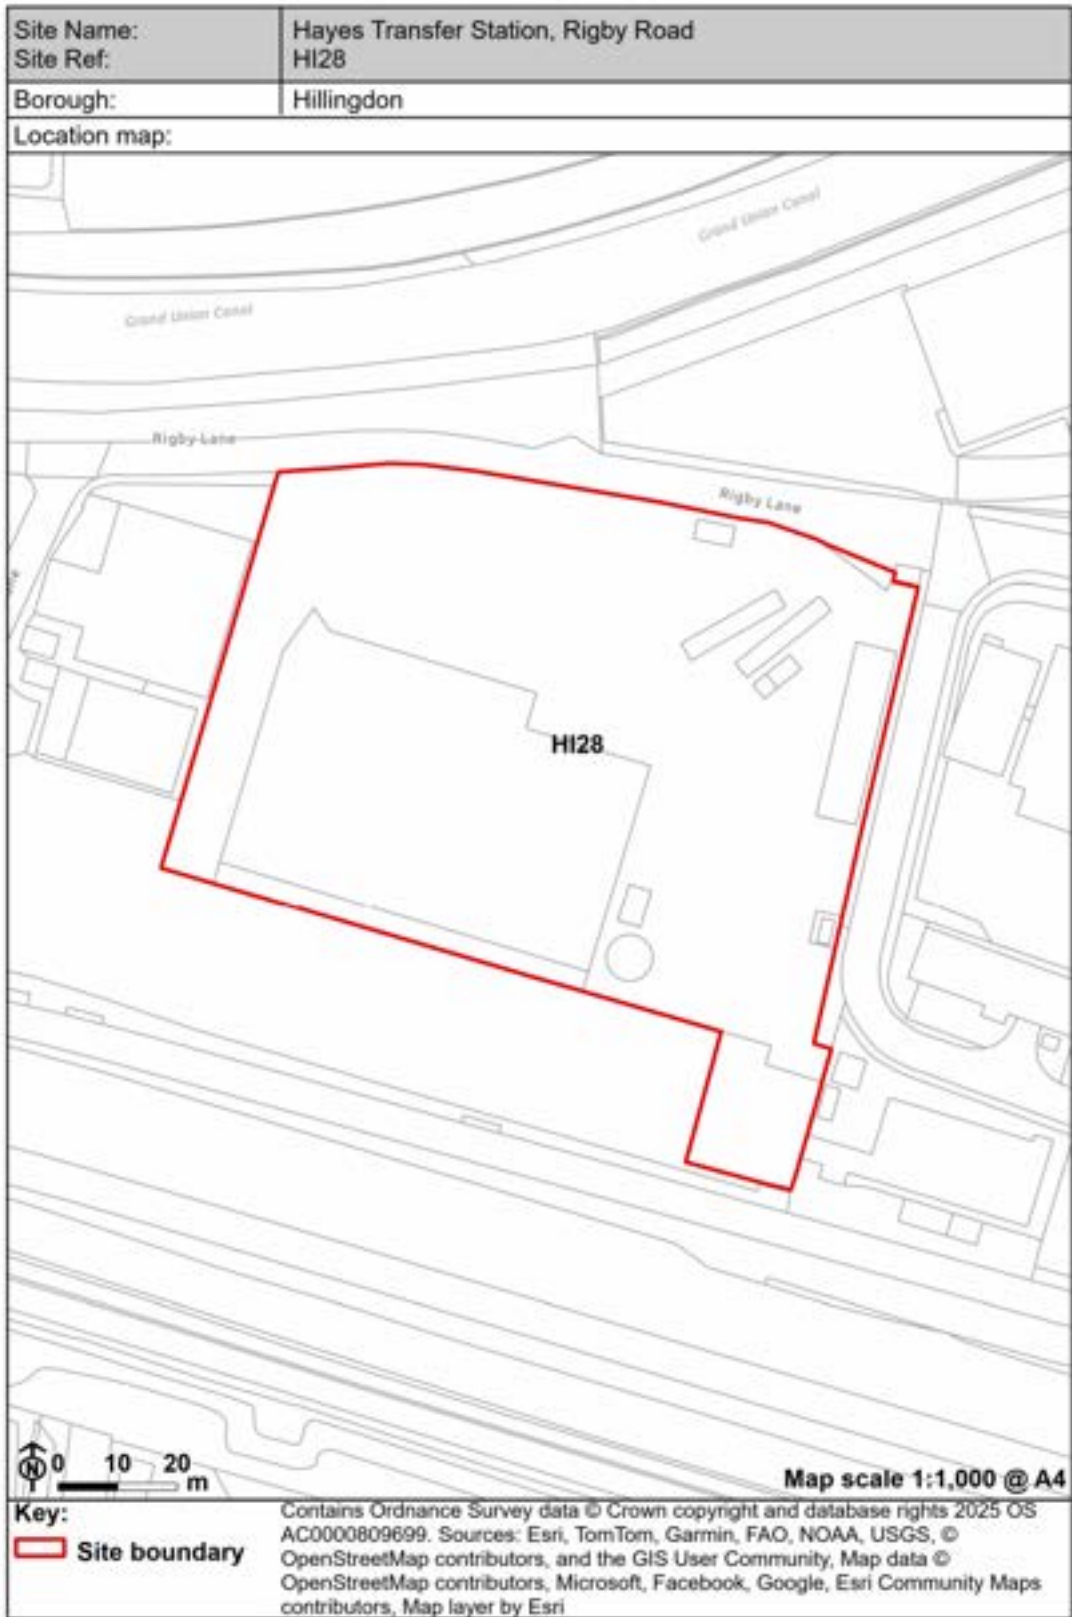 Site Name: Hayes Transfer Station, Rigby Road
Site Ref: HI28
Borough: Hillingdon
Location map:
Grand Union Canal
Grand Union Canal
Rigby Lane
Rigby Lane
HI28
N 0 10 20 m
Map scale 1:1,000 @ A4
Key:
Site boundary
Contains Ordnance Survey data © Crown copyright and database rights 2025 OS
AC0000809699. Sources: Esri, TomTom, Garmin, FAO, NOAA, USGS, ©
OpenStreetMap contributors, and the GIS User Community, Map data ©
OpenStreetMap contributors, Microsoft, Facebook, Google, Esri Community Maps
contributors, Map layer by Esri